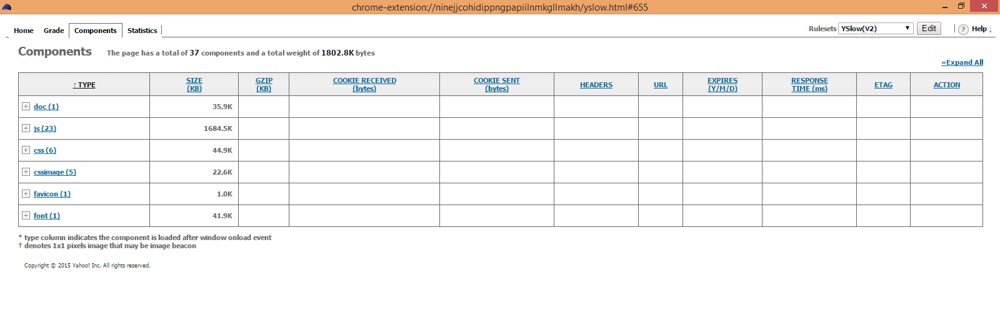 chrome-extension://ninejjcohidippngpapiilnmkgllmakh/yslow.html#655
Home Grade Components Statistics Rulesets YSlow(V2) Edit ? Help ↓
Components The page has a total of 37 components and a total weight of 1802.8K bytes
»Expand All
↑ TYPE SIZE (KB) GZIP (KB) COOKIE RECEIVED (bytes) COOKIE SENT (bytes) HEADERS URL EXPIRES (Y/M/D) RESPONSE TIME (ms) ETAG ACTION
doc (1) 35.9K
js (23) 1684.5K
css (6) 44.9K
cssimage (5) 22.6K
favicon (1) 1.0K
font (1) 41.9K
* type column indicates the component is loaded after window onload event
† denotes 1x1 pixels image that may be image beacon
Copyright © 2015 Yahoo! Inc. All rights reserved.